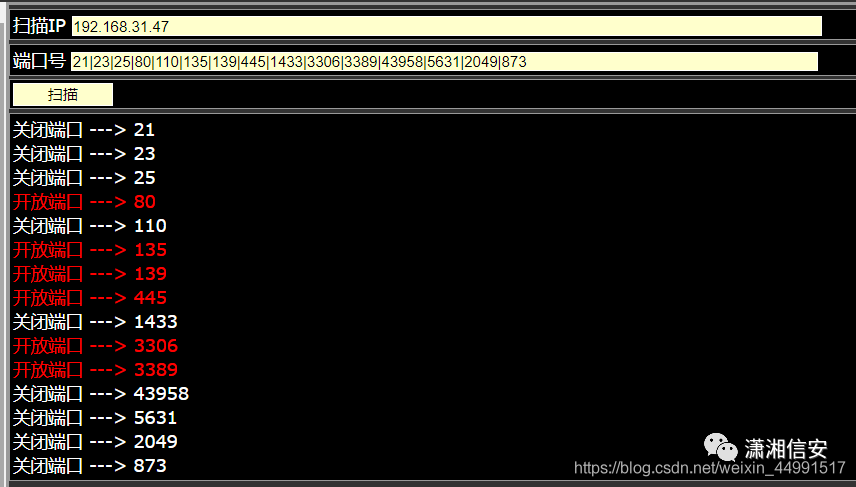 扫描IP 192.168.31.47
端口号 21|23|25|80|110|135|139|445|1433|3306|3389|43958|5631|2049|873
扫描
关闭端口 ---> 21
关闭端口 ---> 23
关闭端口 ---> 25
开放端口 ---> 80
关闭端口 ---> 110
开放端口 ---> 135
开放端口 ---> 139
开放端口 ---> 445
关闭端口 ---> 1433
开放端口 ---> 3306
开放端口 ---> 3389
关闭端口 ---> 43958
关闭端口 ---> 5631
关闭端口 ---> 2049
关闭端口 ---> 873
潇湘信安
https://blog.csdn.net/weixin_44991517